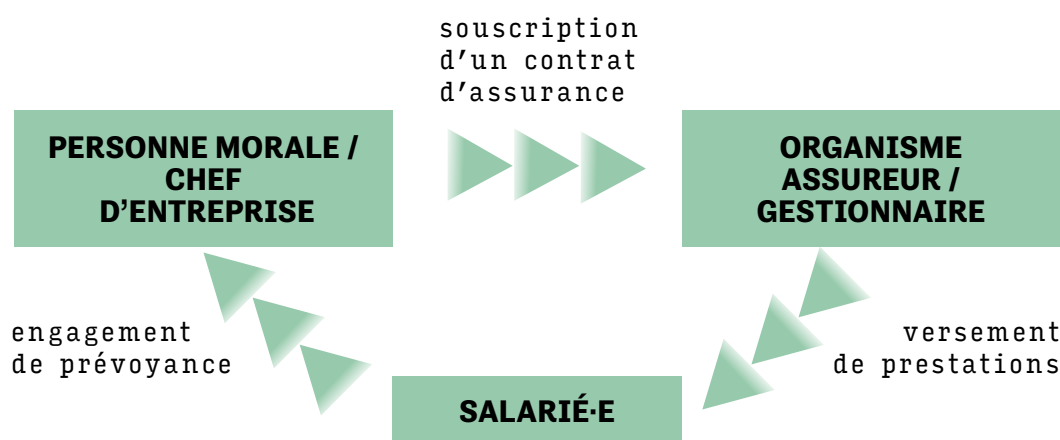 souscription
d'un contrat
d'assurance
PERSONNE MORALE /
CHEF
D'ENTREPRISE
ORGANISME
ASSUREUR /
GESTIONNAIRE
engagement
de prévoyance
versement
de prestations
SALARIÉ·E